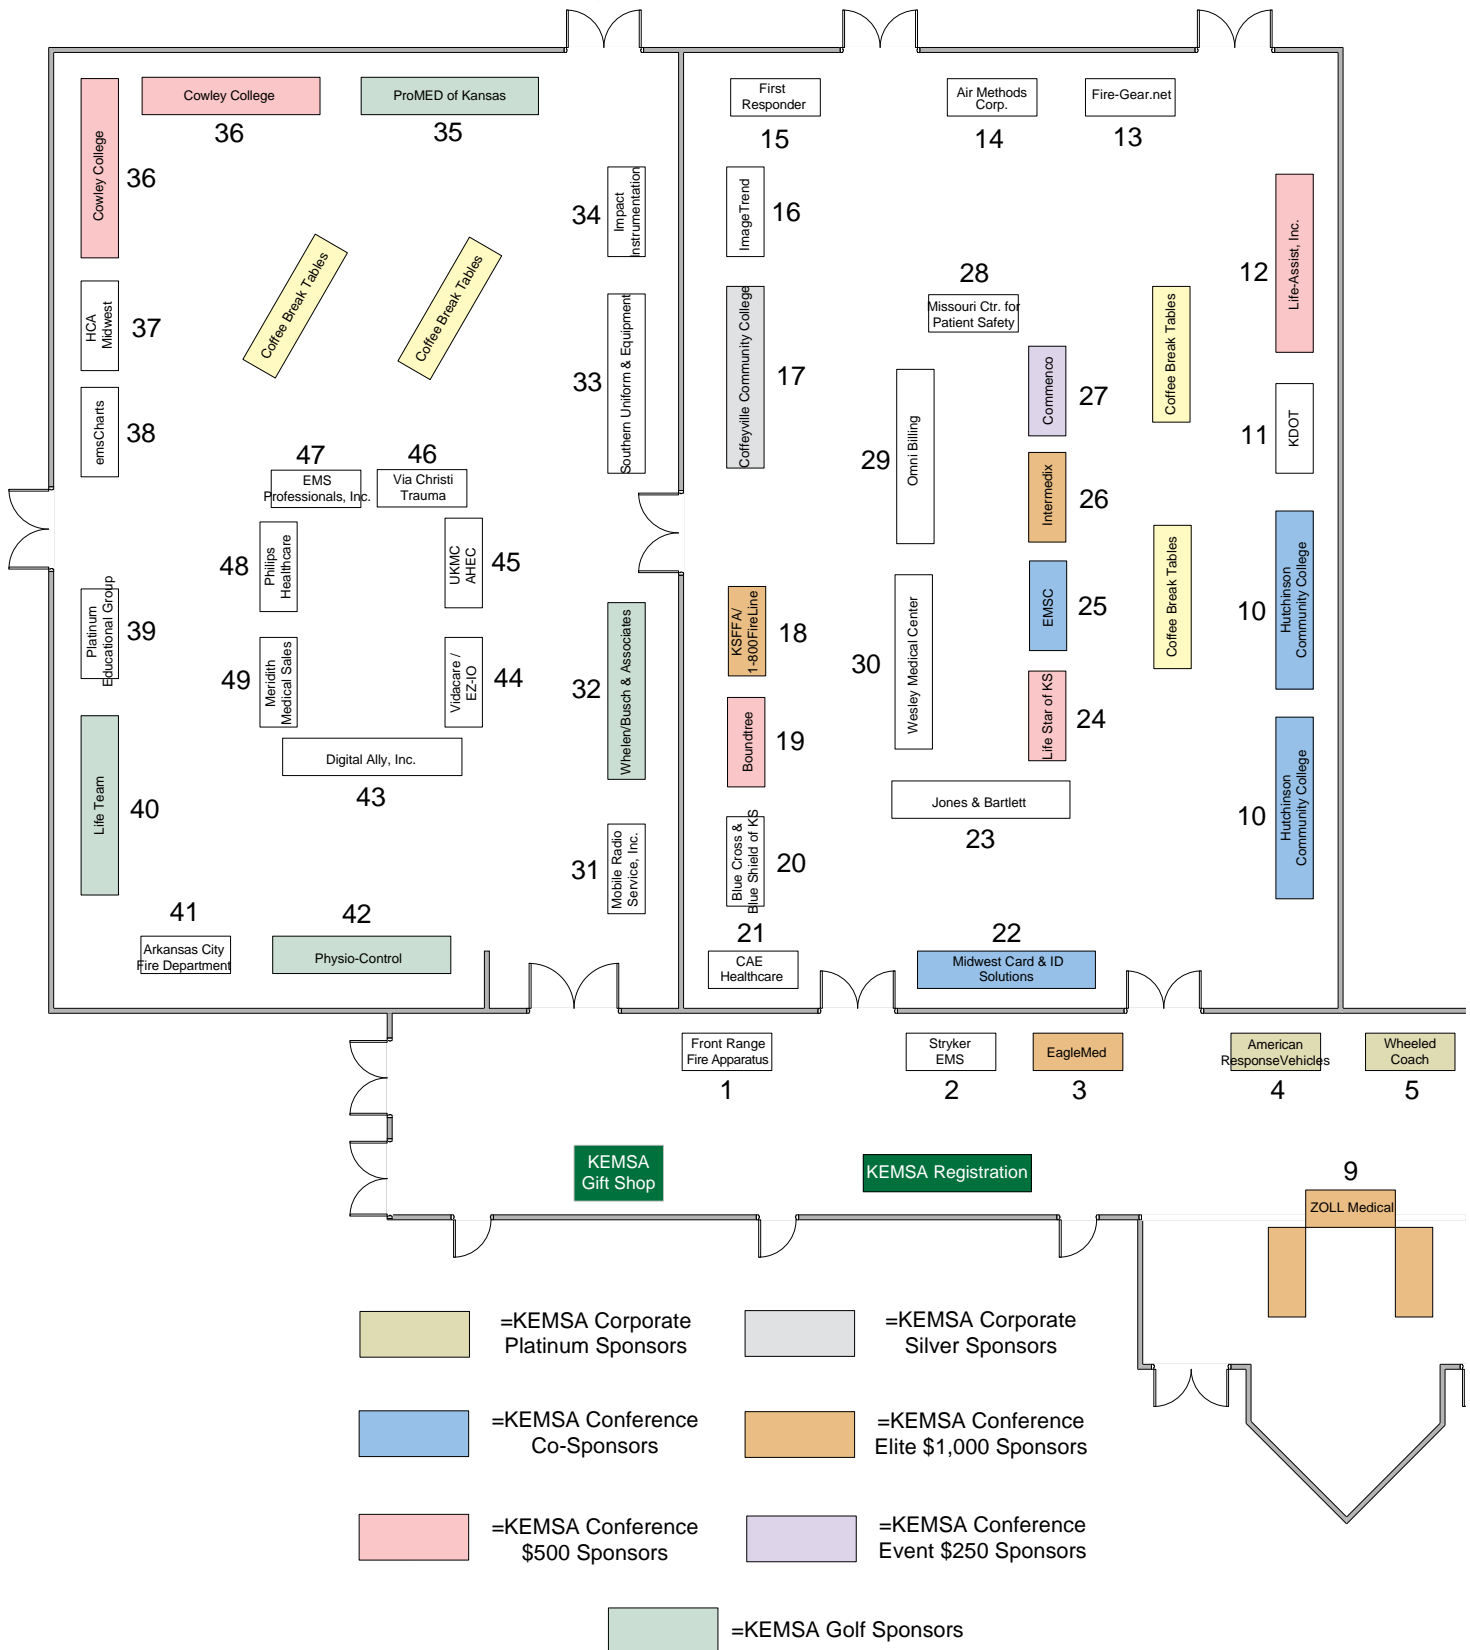 Cowley College
36
ProMED of Kansas
35
First
Responder
15
Air Methods
Corp.
14
Fire-Gear.net
13
Cowley College
36
Impact
Instrumentation
34
ImageTrend
16
Life-Assist, Inc.
12
HCA
Midwest
37
Coffee Break Tables
Coffee Break Tables
Southern Uniform & Equipment
33
Coffeyville Community College
17
28
Missouri Ctr. for
Patient Safety
Commenco
27
Coffee Break Tables
emsCharts
38
Omni Billing
29
KDOT
11
47
EMS
Professionals, Inc.
46
Via Christi
Trauma
Intermedix
26
Philips
Healthcare
48
UKMC
AHEC
45
EMSC
25
Coffee Break Tables
Hutchinson
Community College
10
Platinum
Educational Group
39
Meridith
Medical Sales
49
Vidacare /
EZ-IO
44
Whelen/Busch & Associates
32
KSFFA/
1-800FireLine
18
Wesley Medical Center
30
Life Star of KS
24
Boundtree
19
Digital Ally, Inc.
43
Life Team
40
Jones & Bartlett
23
Hutchinson
Community College
10
Mobile Radio
Service, Inc.
31
Blue Cross &
Blue Shield of KS
20
41
Arkansas City
Fire Department
42
Physio-Control
21
CAE
Healthcare
22
Midwest Card & ID
Solutions
Front Range
Fire Apparatus
1
Stryker
EMS
2
EagleMed
3
American
ResponseVehicles
4
Wheeled
Coach
5
KEMSA
Gift Shop
KEMSA Registration
9
ZOLL Medical
=KEMSA Corporate
Platinum Sponsors
=KEMSA Corporate
Silver Sponsors
=KEMSA Conference
Co-Sponsors
=KEMSA Conference
Elite $1,000 Sponsors
=KEMSA Conference
$500 Sponsors
=KEMSA Conference
Event $250 Sponsors
=KEMSA Golf Sponsors